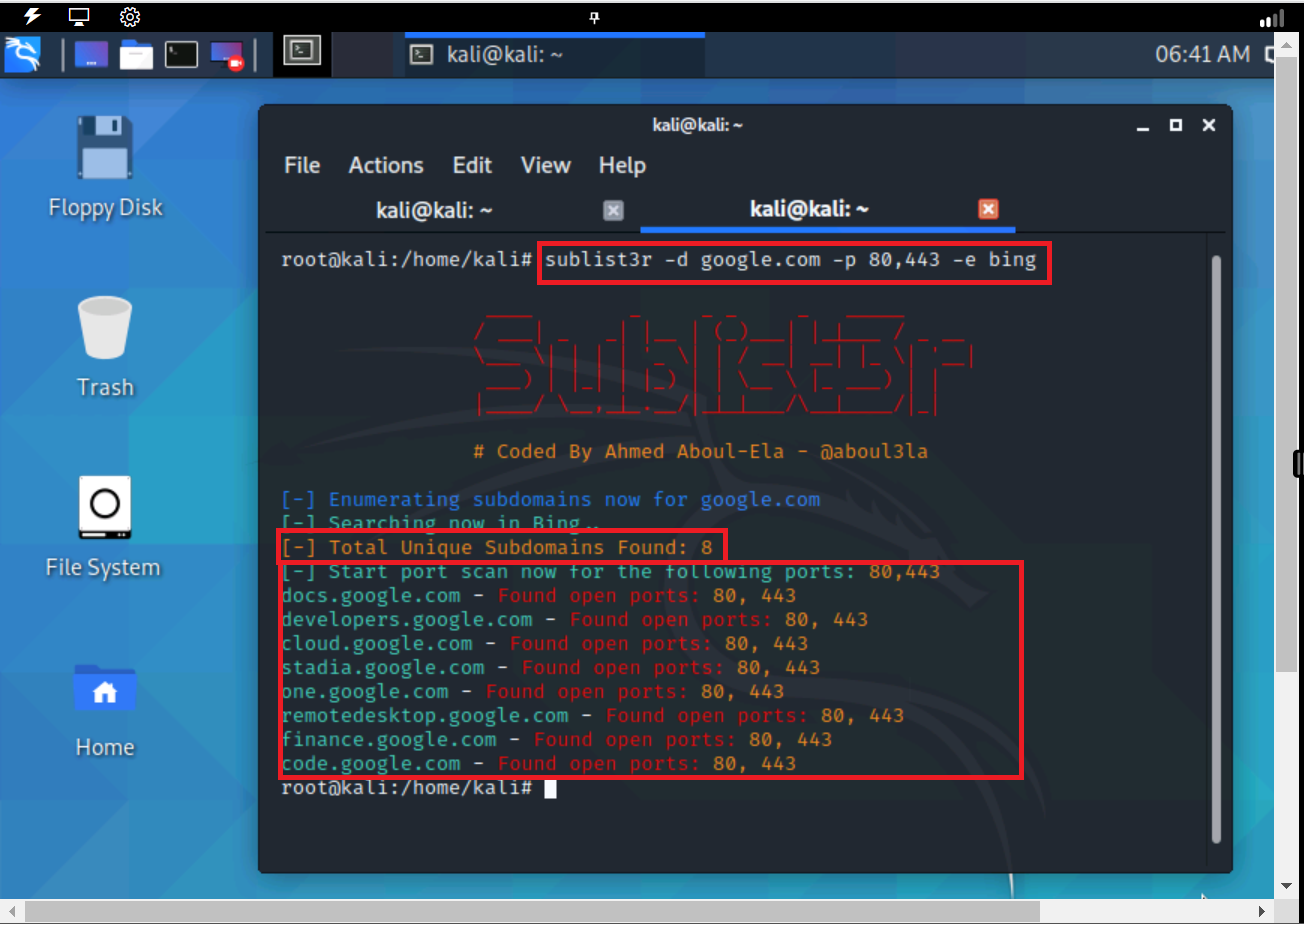 kali@kali: ~
06:41 AM
Floppy Disk
Trash
File System
Home
kali@kali: ~
File Actions Edit View Help
kali@kali: ~ kali@kali: ~
root@kali:/home/kali# sublist3r -d google.com -p 80,443 -e bing
Sublist3r
# Coded By Ahmed Aboul-Ela - @aboul3la
[-] Enumerating subdomains now for google.com
[-] Searching now in Bing..
[-] Total Unique Subdomains Found: 8
[-] Start port scan now for the following ports: 80,443
docs.google.com - Found open ports: 80, 443
developers.google.com - Found open ports: 80, 443
cloud.google.com - Found open ports: 80, 443
stadia.google.com - Found open ports: 80, 443
one.google.com - Found open ports: 80, 443
remotedesktop.google.com - Found open ports: 80, 443
finance.google.com - Found open ports: 80, 443
code.google.com - Found open ports: 80, 443
root@kali:/home/kali#